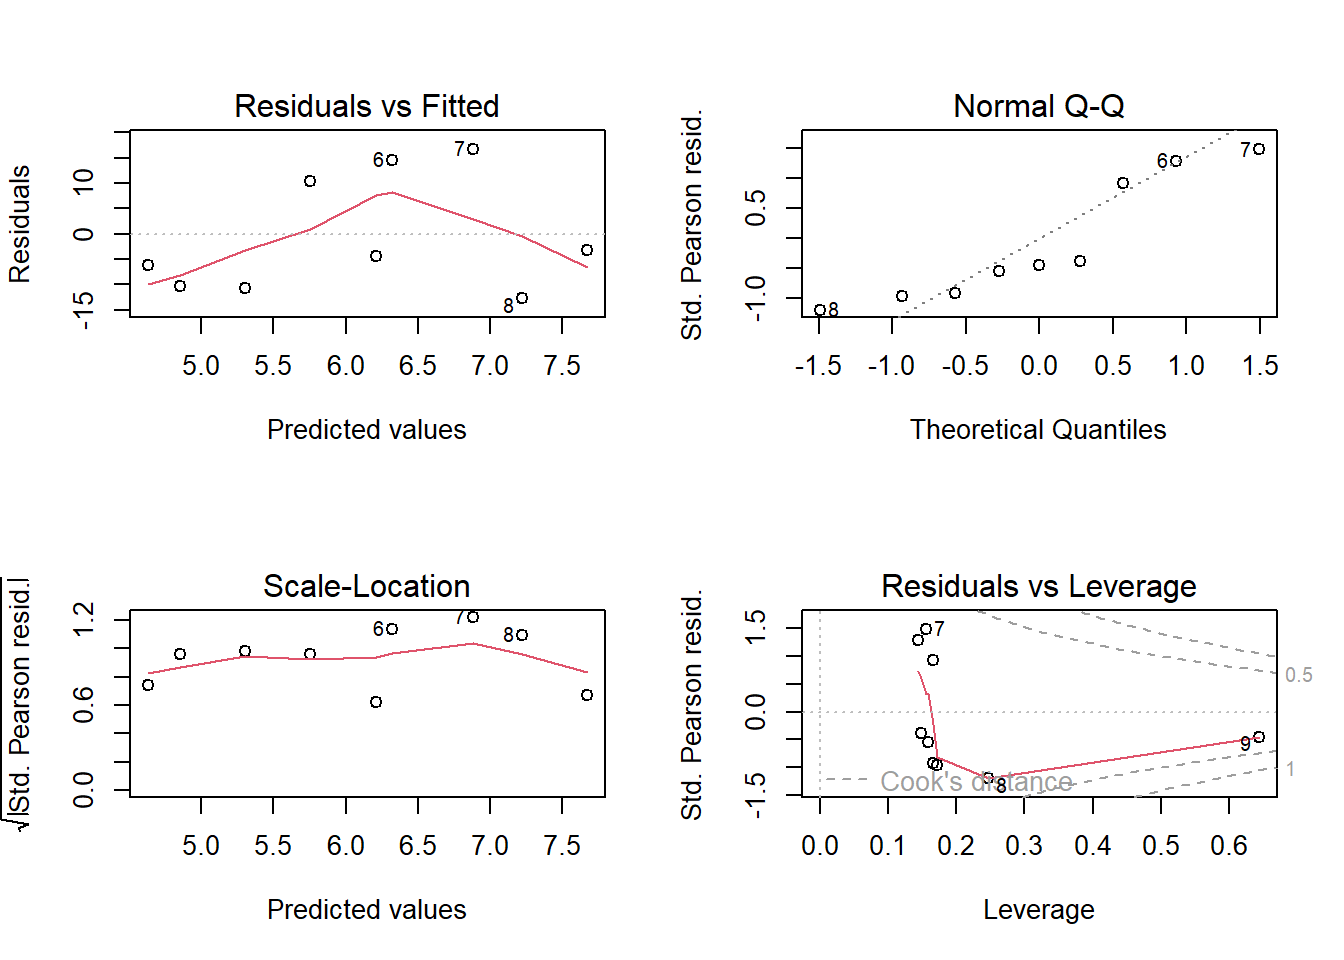 Residuals vs Fitted
Residuals
10
0
-15
6
7
8
5.0 5.5 6.0 6.5 7.0 7.5
Predicted values
Normal Q-Q
Std. Pearson resid.
0.5
-1.0
6
7
8
-1.5 -1.0 -0.5 0.0 0.5 1.0 1.5
Theoretical Quantiles
Scale-Location
√|Std. Pearson resid.|
1.2
0.6
0.0
6
7
8
5.0 5.5 6.0 6.5 7.0 7.5
Predicted values
Residuals vs Leverage
Std. Pearson resid.
1.5
0.0
-1.5
7
0.5
9
1
Cook's distance
8
0.0 0.1 0.2 0.3 0.4 0.5 0.6
Leverage